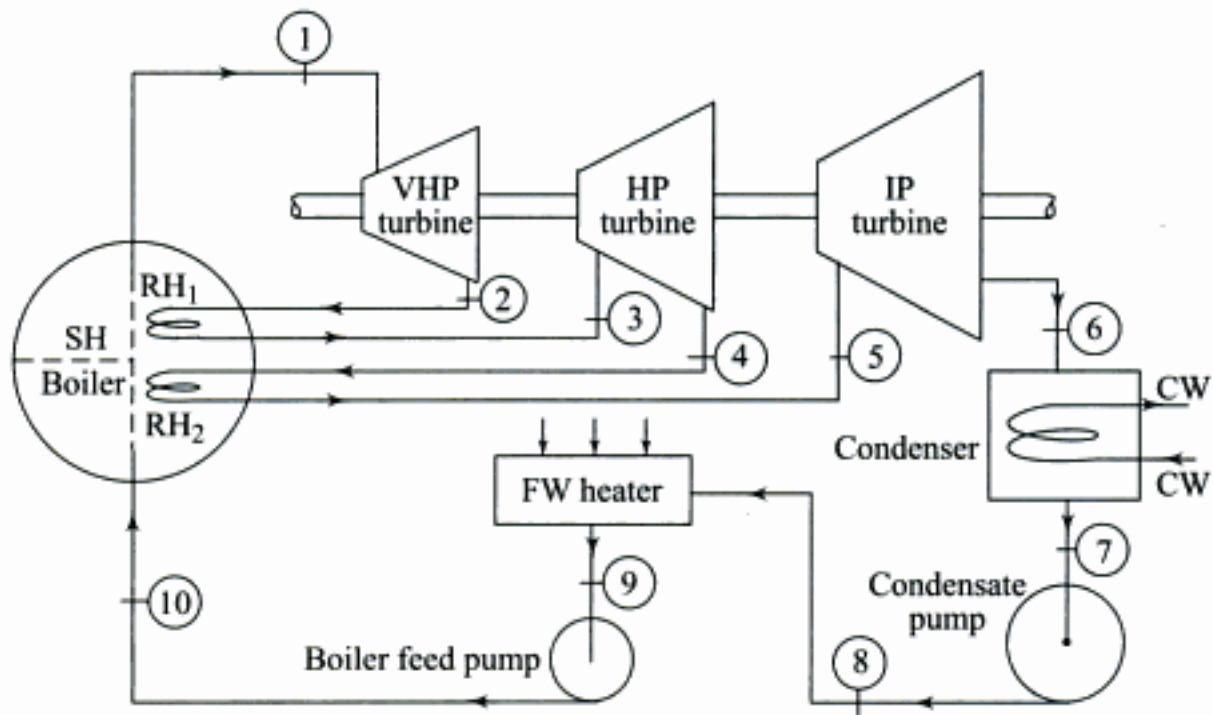 1
VHP
turbine
HP
turbine
IP
turbine
RH1
2
3
SH
4
5
6
Boiler
RH2
CW
Condenser
CW
FW heater
7
9
10
Condensate
pump
Boiler feed pump
8